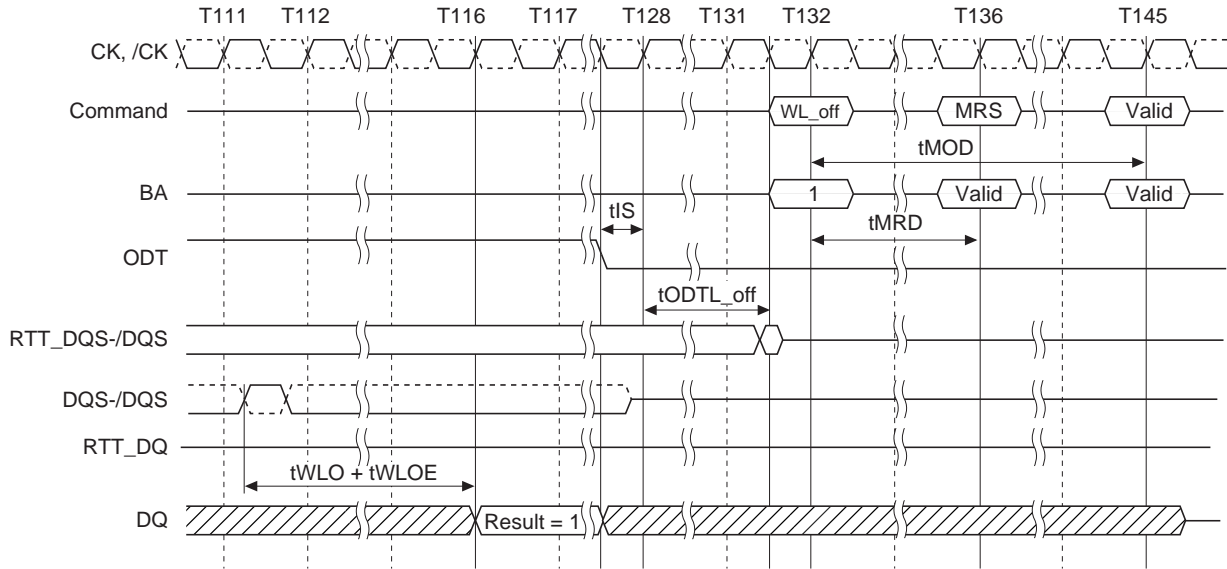 T111 T112 T116 T117 T128 T131 T132 T136 T145
CK, /CK
Command WL_off MRS Valid
tMOD
BA 1 Valid Valid
tIS
tMRD
ODT
tODTL_off
RTT_DQS-/DQS
DQS-/DQS
RTT_DQ
tWLO + tWLOE
DQ Result = 1